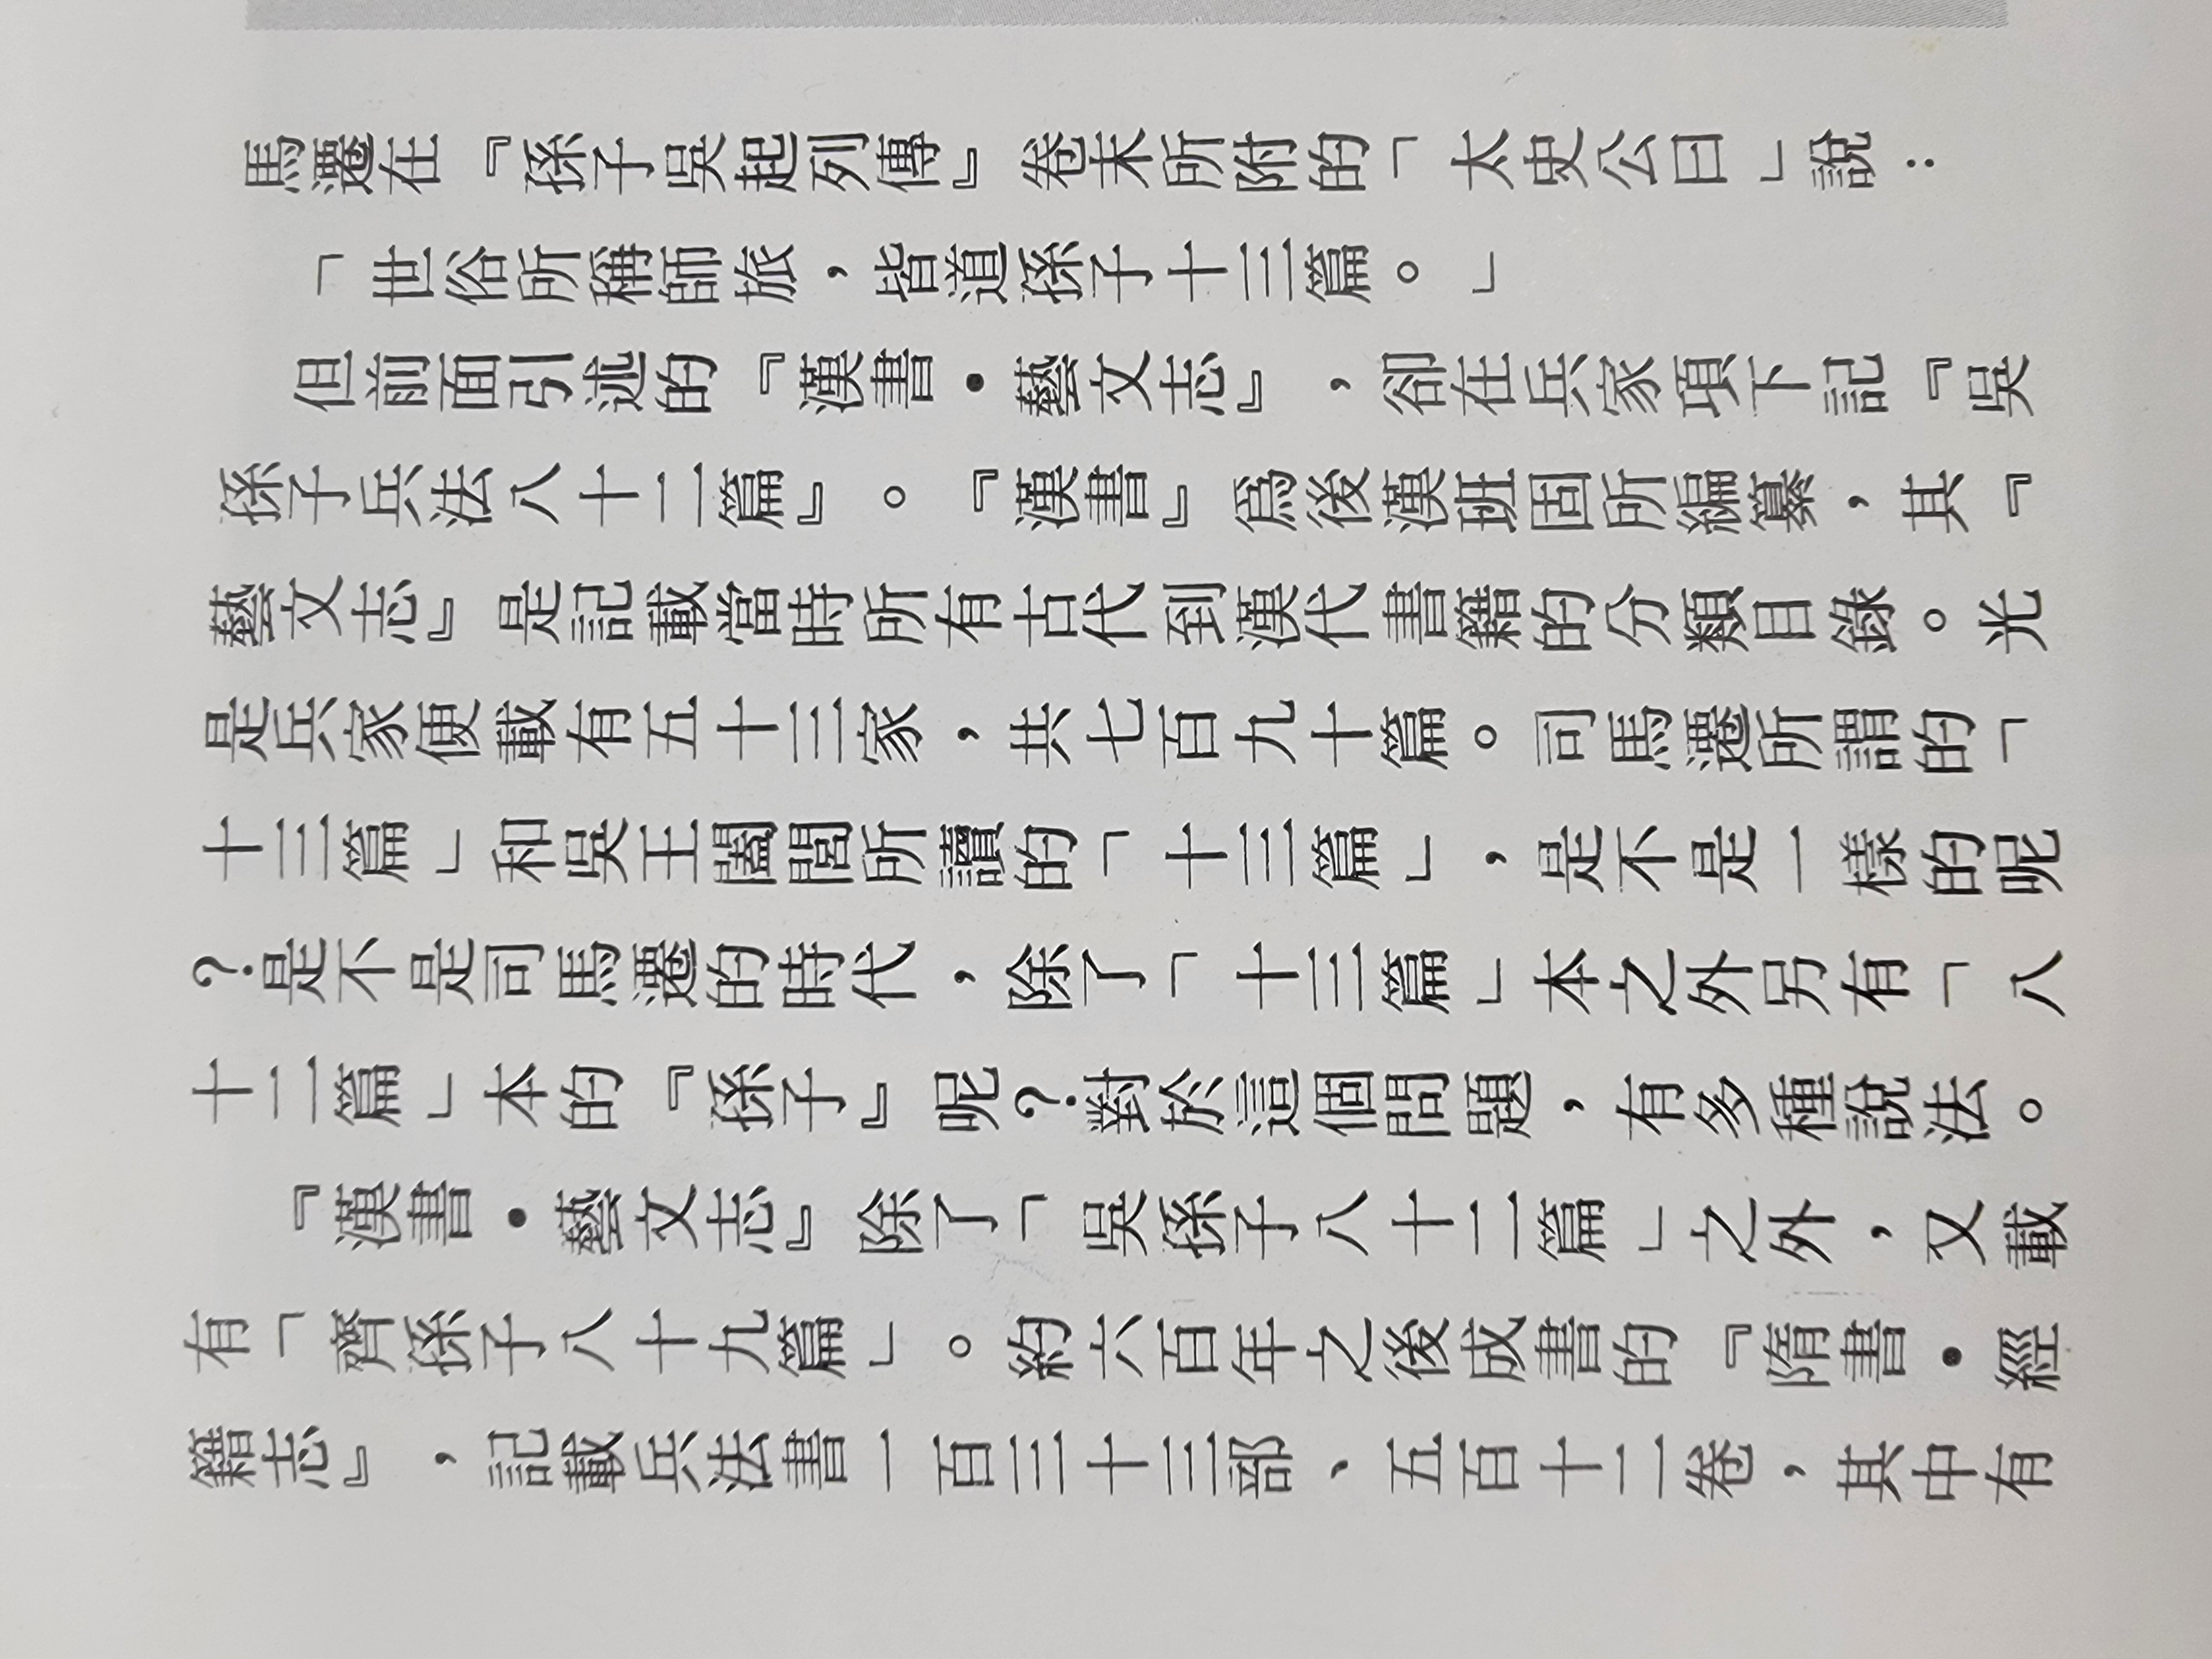 馬遷在『孫子吳起列傳』卷末所附的「太史公曰」說：
「世俗所稱師旅，皆道孫子十三篇。」
但前面引述的『漢書•藝文志』，卻在兵家項下記『吳
孫子兵法八十二篇』。『漢書』爲後漢班固所編纂，其『
藝文志』是記載當時所有古代到漢代書籍的分類目錄。光
是兵家便載有五十三家，共七百九十篇。司馬遷所謂的「
十三篇」和吳王闔閭所讀的「十三篇」，是不是一樣的呢
？是不是司馬遷的時代，除了「十三篇」本之外另有「八
十二篇」本的『孫子』呢？對於這個問題，有多種說法。
『漢書•藝文志』除了「吳孫子八十二篇」之外，又載
有「齊孫子八十九篇」。約六百年之後成書的『隋書•經
籍志』，記載兵法書一百三十三部、五百十二卷，其中有